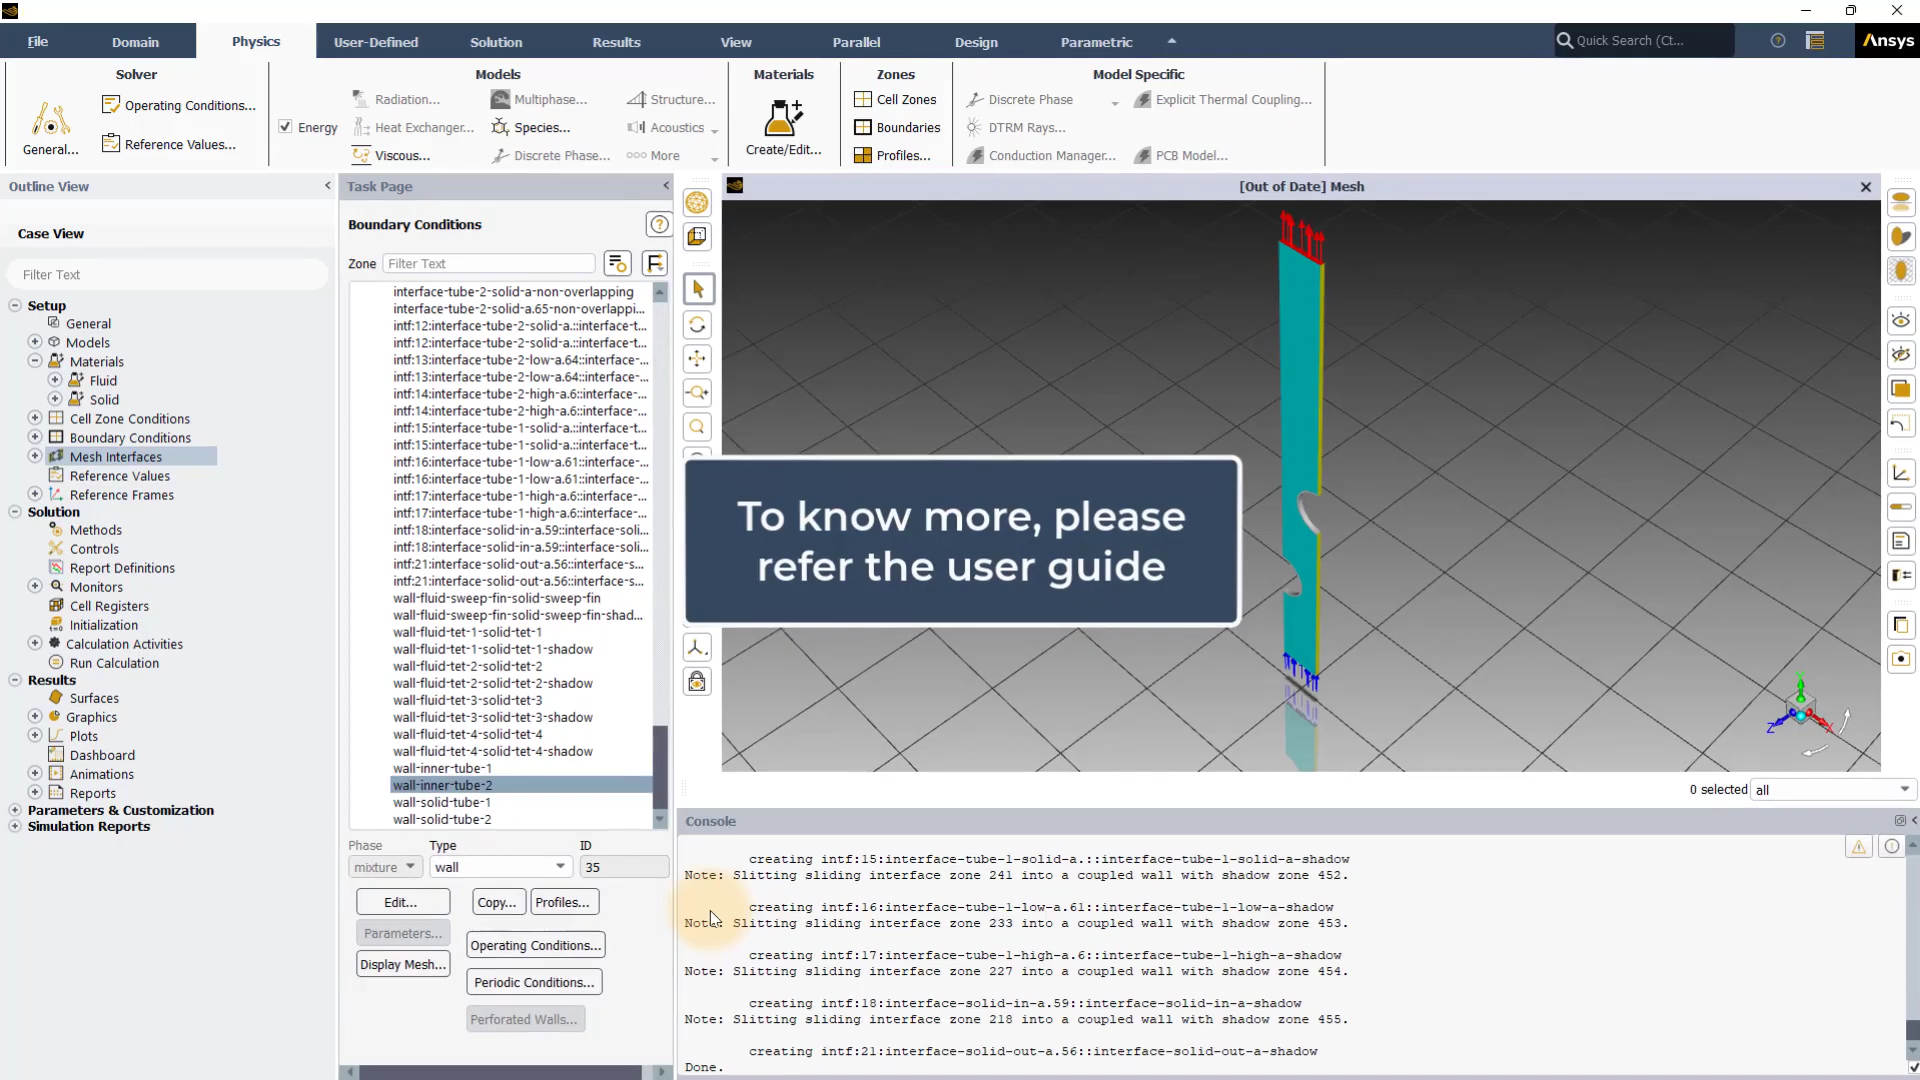 File
Domain
Physics
User-Defined
Solution
Results
View
Parallel
Design
Parametric
Quick Search (Ct...
Ansys
Solver
General...
Operating Conditions...
Reference Values...
Models
Energy
Radiation...
Heat Exchanger...
Viscous...
Multiphase...
Species...
Discrete Phase...
Structure...
Acoustics
More
Materials
Create/Edit...
Zones
Cell Zones
Boundaries
Profiles...
Model Specific
Discrete Phase
DTRM Rays...
Conduction Manager...
Explicit Thermal Coupling...
PCB Model...
Outline View
Case View
Filter Text
Setup
General
Models
Materials
Fluid
Solid
Cell Zone Conditions
Boundary Conditions
Mesh Interfaces
Reference Values
Reference Frames
Solution
Methods
Controls
Report Definitions
Monitors
Cell Registers
Initialization
Calculation Activities
Run Calculation
Results
Surfaces
Graphics
Plots
Dashboard
Animations
Reports
Parameters & Customization
Simulation Reports
Task Page
Boundary Conditions
Zone Filter Text
interface-tube-2-solid-a-non-overlapping
interface-tube-2-solid-a.65-non-overlappi...
intf:12:interface-tube-2-solid-a.::interface-t...
intf:12:interface-tube-2-solid-a.::interface-t...
intf:13:interface-tube-2-low-a.64::interface-...
intf:13:interface-tube-2-low-a.64::interface-...
intf:14:interface-tube-2-high-a.6::interface-...
intf:14:interface-tube-2-high-a.6::interface-...
intf:15:interface-tube-1-solid-a.::interface-t...
intf:15:interface-tube-1-solid-a.::interface-t...
intf:16:interface-tube-1-low-a.61::interface-...
intf:16:interface-tube-1-low-a.61::interface-...
intf:17:interface-tube-1-high-a.6::interface-...
intf:17:interface-tube-1-high-a.6::interface-...
intf:18:interface-solid-in-a.59::interface-soli...
intf:18:interface-solid-in-a.59::interface-soli...
intf:21:interface-solid-out-a.56::interface-s...
intf:21:interface-solid-out-a.56::interface-s...
wall-fluid-sweep-fin-solid-sweep-fin
wall-fluid-sweep-fin-solid-sweep-fin-shad...
wall-fluid-tet-1-solid-tet-1
wall-fluid-tet-1-solid-tet-1-shadow
wall-fluid-tet-2-solid-tet-2
wall-fluid-tet-2-solid-tet-2-shadow
wall-fluid-tet-3-solid-tet-3
wall-fluid-tet-3-solid-tet-3-shadow
wall-fluid-tet-4-solid-tet-4
wall-fluid-tet-4-solid-tet-4-shadow
wall-inner-tube-1
wall-inner-tube-2
wall-solid-tube-1
wall-solid-tube-2
Phase
Type
ID
mixture
wall
35
Edit...
Copy...
Profiles...
Parameters...
Operating Conditions...
Display Mesh...
Periodic Conditions...
Perforated Walls...
[Out of Date] Mesh
To know more, please
refer the user guide
Y
Z
X
0 selected
all
Console
creating intf:15:interface-tube-1-solid-a.::interface-tube-1-solid-a-shadow
Note: Slitting sliding interface zone 241 into a coupled wall with shadow zone 452.
creating intf:16:interface-tube-1-low-a.61::interface-tube-1-low-a-shadow
Note: Slitting sliding interface zone 233 into a coupled wall with shadow zone 453.
creating intf:17:interface-tube-1-high-a.6::interface-tube-1-high-a-shadow
Note: Slitting sliding interface zone 227 into a coupled wall with shadow zone 454.
creating intf:18:interface-solid-in-a.59::interface-solid-in-a-shadow
Note: Slitting sliding interface zone 218 into a coupled wall with shadow zone 455.
creating intf:21:interface-solid-out-a.56::interface-solid-out-a-shadow
Done.